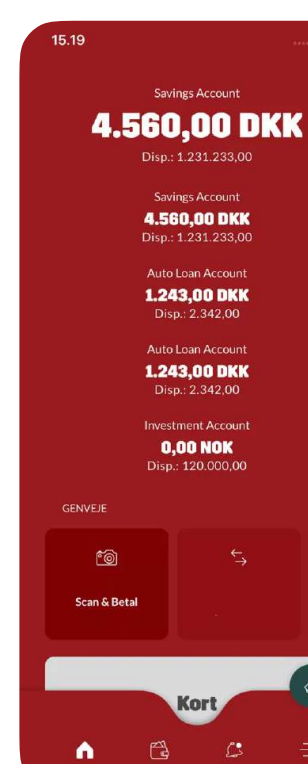 15.19
Savings Account
4.560,00 DKK
Disp.: 1.231.233,00
Savings Account
4.560,00 DKK
Disp.: 1.231.233,00
Auto Loan Account
1.243,00 DKK
Disp.: 2.342,00
Auto Loan Account
1.243,00 DKK
Disp.: 2.342,00
Investment Account
0,00 NOK
Disp.: 120.000,00
GENVEJE
Scan & Betal
Kort